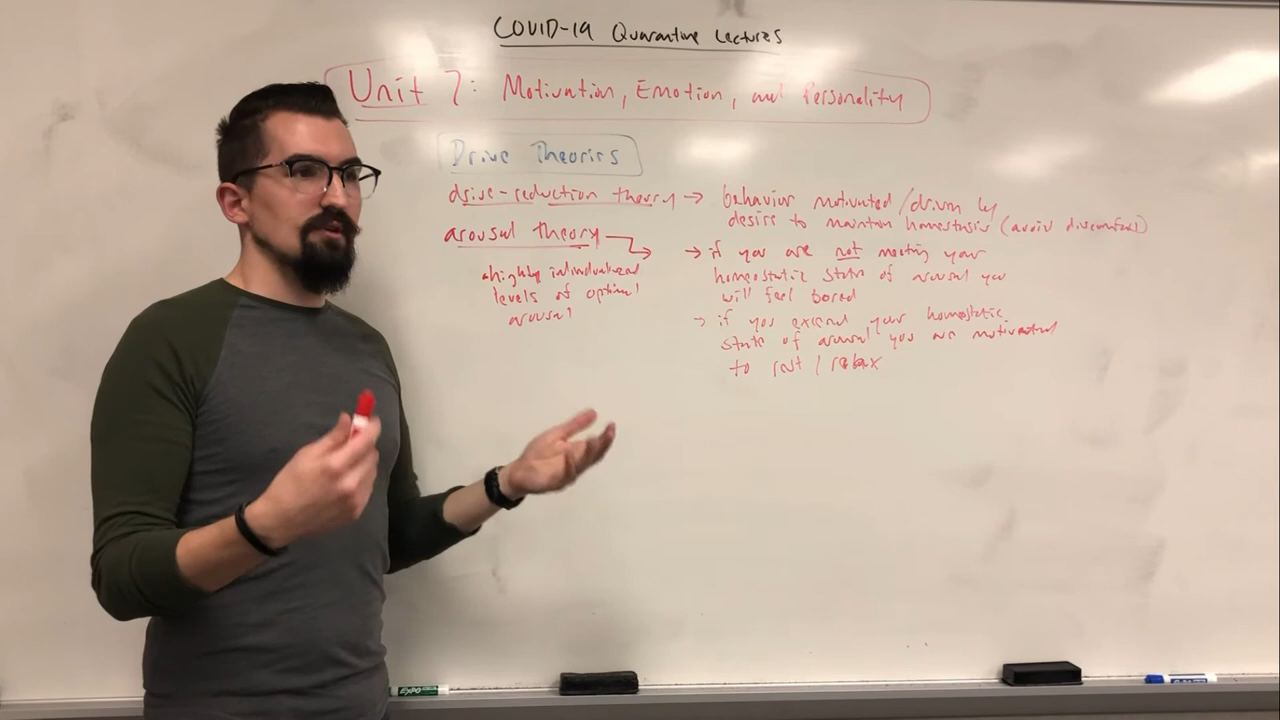 COVID-19 Quarantine Lectures
Unit 7: Motivation, Emotion, and Personality
Drive Theories
drive-reduction theory → behavior motivated/driven by
desire to maintain homeostasis (avoid discomfort)
arousal theory
→ if you are not meeting your
homeostatic state of arousal you
will feel bored
highly individualized
levels of optimal
arousal
→ if you exceed your homeostatic
state of arousal you are motivated
to rest / relax
EXPO